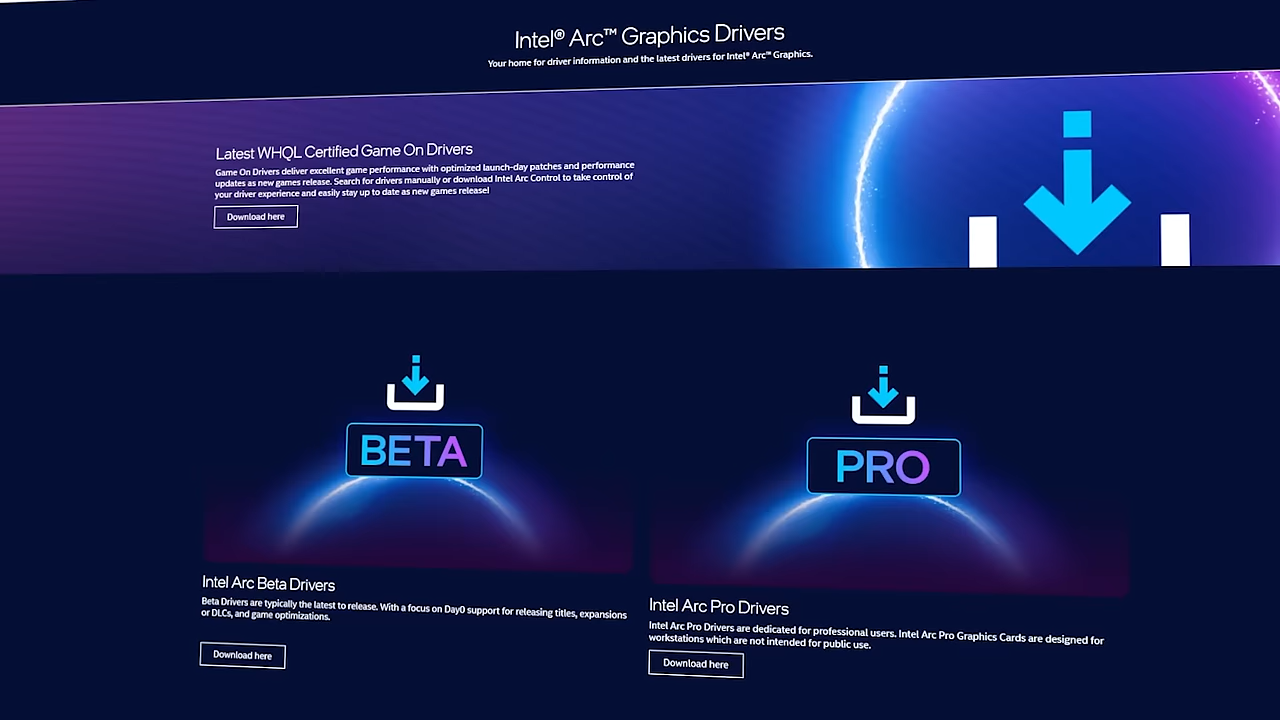 Intel® Arc™ Graphics Drivers
Your home for driver information and the latest drivers for Intel® Arc™ Graphics.
Latest WHQL Certified Game On Drivers
Game On Drivers deliver excellent game performance with optimized launch-day patches and performance
updates as new games release. Search for drivers manually or download Intel Arc Control to take control of
your driver experience and easily stay up to date as new games release!
Download here
BETA
Intel Arc Beta Drivers
Beta Drivers are typically the latest to release. With a focus on Day0 support for releasing titles, expansions
or DLCs, and game optimizations.
Download here
PRO
Intel Arc Pro Drivers
Intel Arc Pro Drivers are dedicated for professional users. Intel Arc Pro Graphics Cards are designed for
workstations which are not intended for public use.
Download here